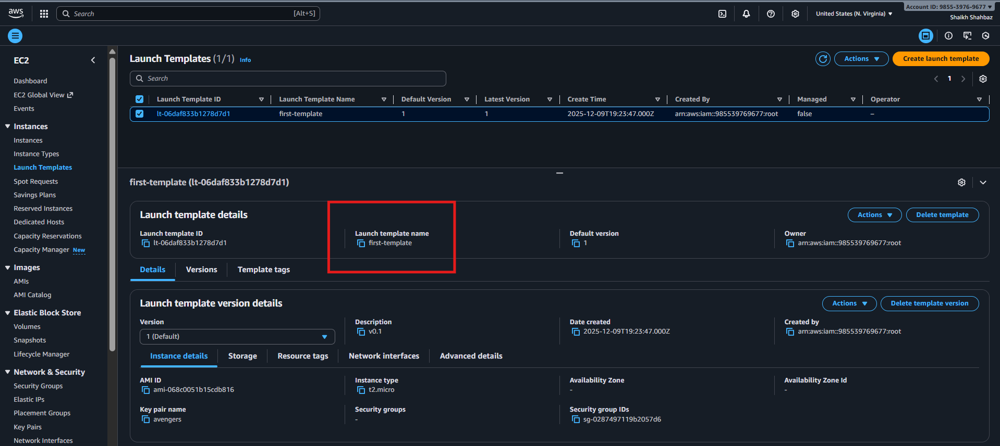 aws Search [Alt+S] United States (N. Virginia) Account ID: 9855-3976-9677
Shaikh Shahbaz
EC2
Dashboard
EC2 Global View
Events
Instances
Instances
Instance Types
Launch Templates
Spot Requests
Savings Plans
Reserved Instances
Dedicated Hosts
Capacity Reservations
Capacity Manager New
Images
AMIs
AMI Catalog
Elastic Block Store
Volumes
Snapshots
Lifecycle Manager
Network & Security
Security Groups
Elastic IPs
Placement Groups
Key Pairs
Network Interfaces
Launch Templates (1/1) Info Actions Create launch template
Search 1
Launch Template ID Launch Template Name Default Version Latest Version Create Time Created By Managed Operator
lt-06daf833b1278d7d1 first-template 1 1 2025-12-09T19:23:47.000Z arn:aws:iam::985539769677:root false –
first-template (lt-06daf833b1278d7d1)
Launch template details Actions Delete template
Launch template ID Launch template name Default version Owner
lt-06daf833b1278d7d1 first-template 1 arn:aws:iam::985539769677:root
Details Versions Template tags
Launch template version details Actions Delete template version
Version Description Date created Created by
1 (Default) v0.1 2025-12-09T19:23:47.000Z arn:aws:iam::985539769677:root
Instance details Storage Resource tags Network interfaces Advanced details
AMI ID Instance type Availability Zone Availability Zone Id
ami-068c0051b15cdb816 t2.micro - -
Key pair name Security groups Security group IDs
avengers - sg-0287497119b2057d6